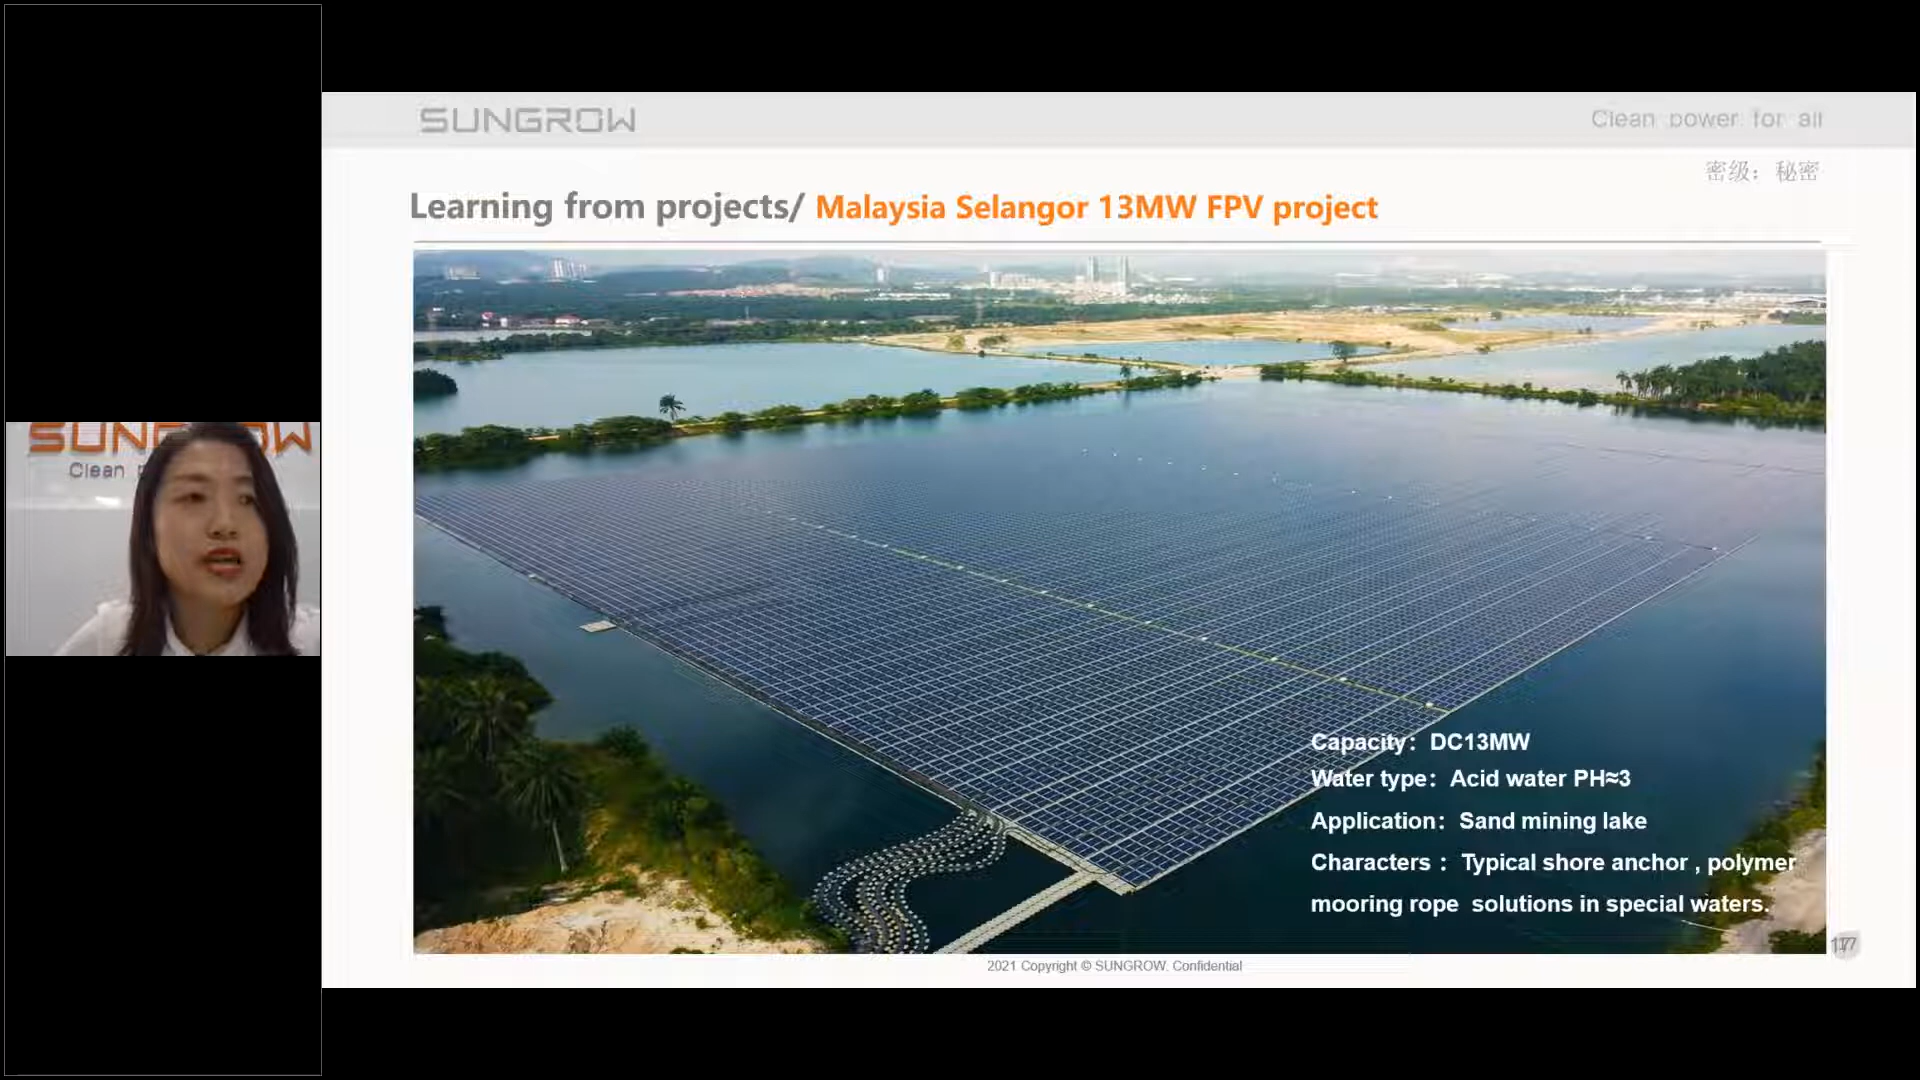 SUNGROW
Clean power for all
密级：秘密
Learning from projects/ Malaysia Selangor 13MW FPV project
SUNGROW
Clean
Capacity：DC13MW
Water type：Acid water PH≈3
Application：Sand mining lake
Characters：Typical shore anchor , polymer
mooring rope solutions in special waters.
2021 Copyright © SUNGROW. Confidential